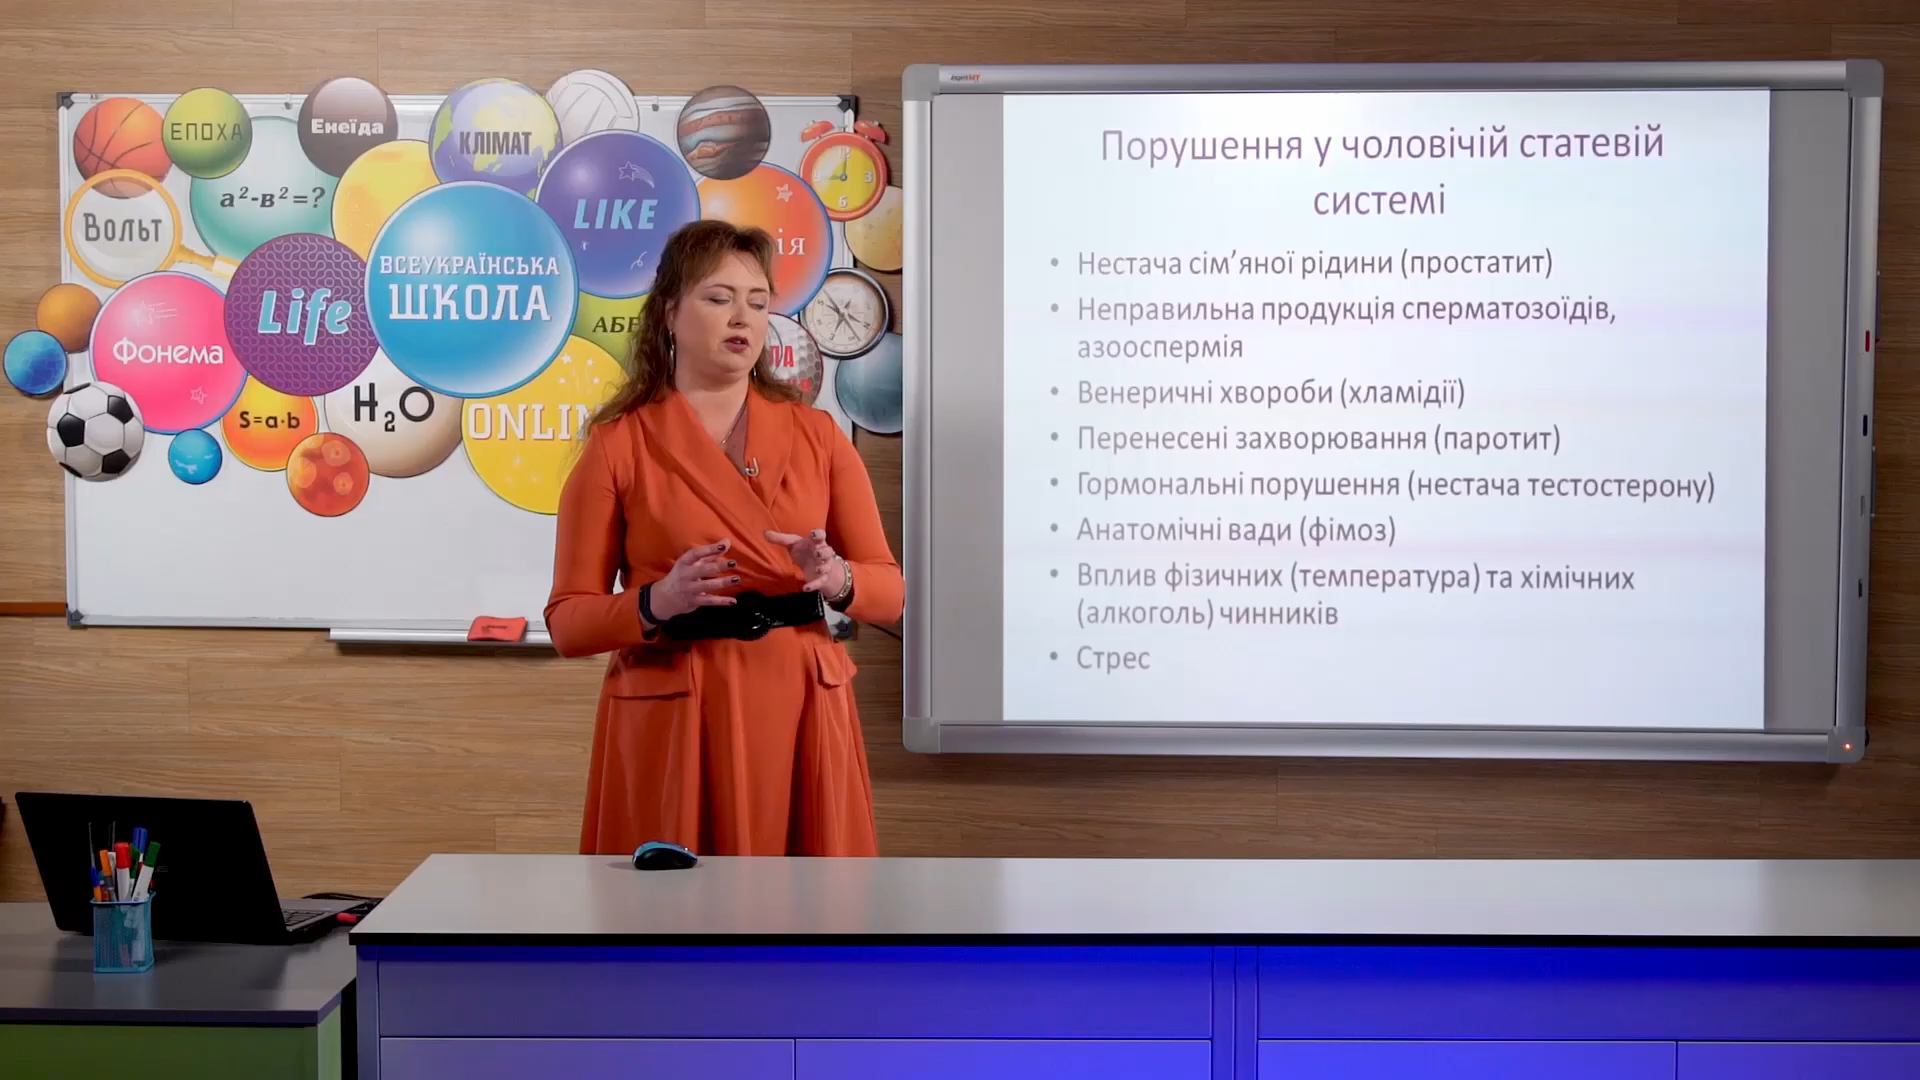 ЕПОХА
Енеїда
КЛІМАТ
a²-в²=?
Вольт
LIKE
ія
ВСЕУКРАЇНСЬКА
ШКОЛА
Life
Фонема
S=a·b
H₂O
Порушення у чоловічій статевій
системі
• Нестача сім’яної рідини (простатит)
• Неправильна продукція сперматозоїдів,
азооспермія
• Венеричні хвороби (хламідії)
• Перенесені захворювання (паротит)
• Гормональні порушення (нестача тестостерону)
• Анатомічні вади (фімоз)
• Вплив фізичних (температура) та хімічних
(алкоголь) чинників
• Стрес